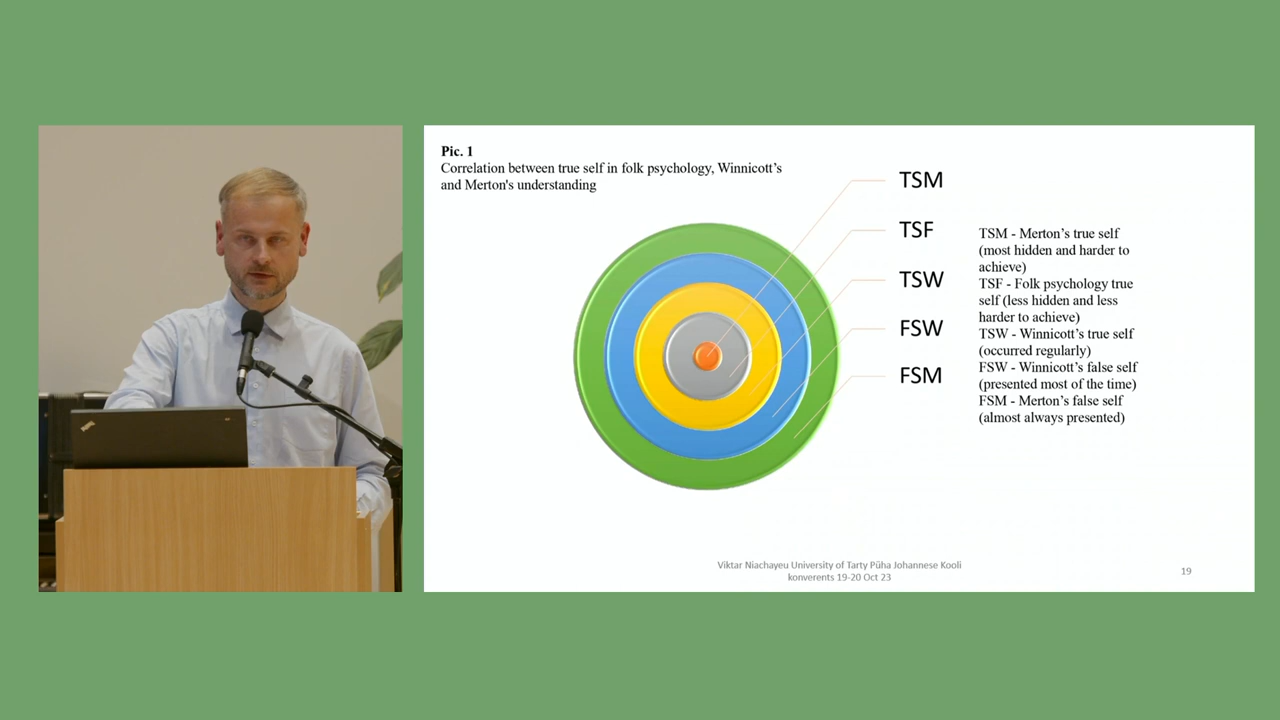 Pic. 1
Correlation between true self in folk psychology, Winnicott's
and Merton's understanding
TSM
TSF
TSW
FSW
FSM
TSM - Merton's true self
(most hidden and harder to
achieve)
TSF - Folk psychology true
self (less hidden and less
harder to achieve)
TSW - Winnicott's true self
(occurred regularly)
FSW - Winnicott's false self
(presented most of the time)
FSM - Merton's false self
(almost always presented)
Viktar Niachayeu University of Tarty Püha Johannese Kooli
konverents 19-20 Oct 23
19